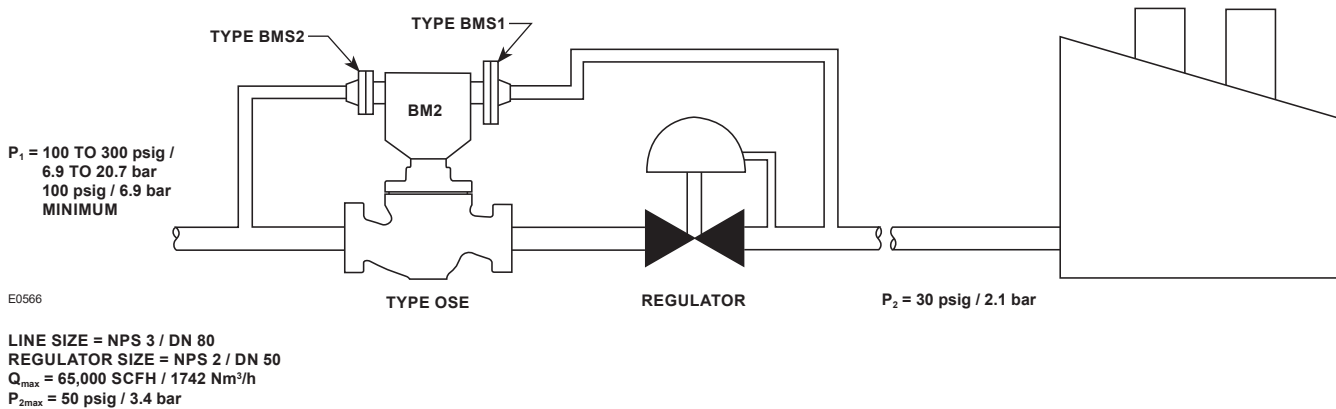 TYPE BMS2
TYPE BMS1
BM2
P₁ = 100 TO 300 psig /
6.9 TO 20.7 bar
100 psig / 6.9 bar
MINIMUM
E0566
TYPE OSE
REGULATOR
P₂ = 30 psig / 2.1 bar
LINE SIZE = NPS 3 / DN 80
REGULATOR SIZE = NPS 2 / DN 50
Qmax = 65,000 SCFH / 1742 Nm³/h
P2max = 50 psig / 3.4 bar